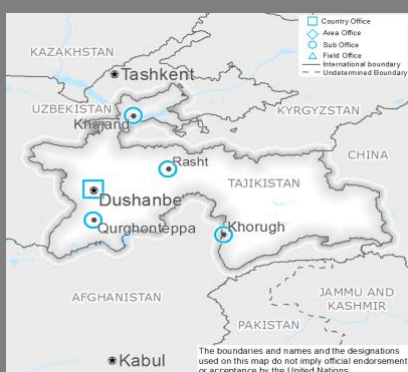 Country Office
Area Office
Sub Office
Field Office
International boundary
Undetermined Boundary
KAZAKHSTAN
Tashkent
UZBEKISTAN
KYRGYZSTAN
Khujand
CHINA
Rasht
TAJIKISTAN
Dushanbe
Qurghonteppa
Khorugh
AFGHANISTAN
JAMMU AND
KASHMIR
PAKISTAN
Kabul
The boundaries and names and the designations
used on this map do not imply official endorsement
or acceptance by the United Nations